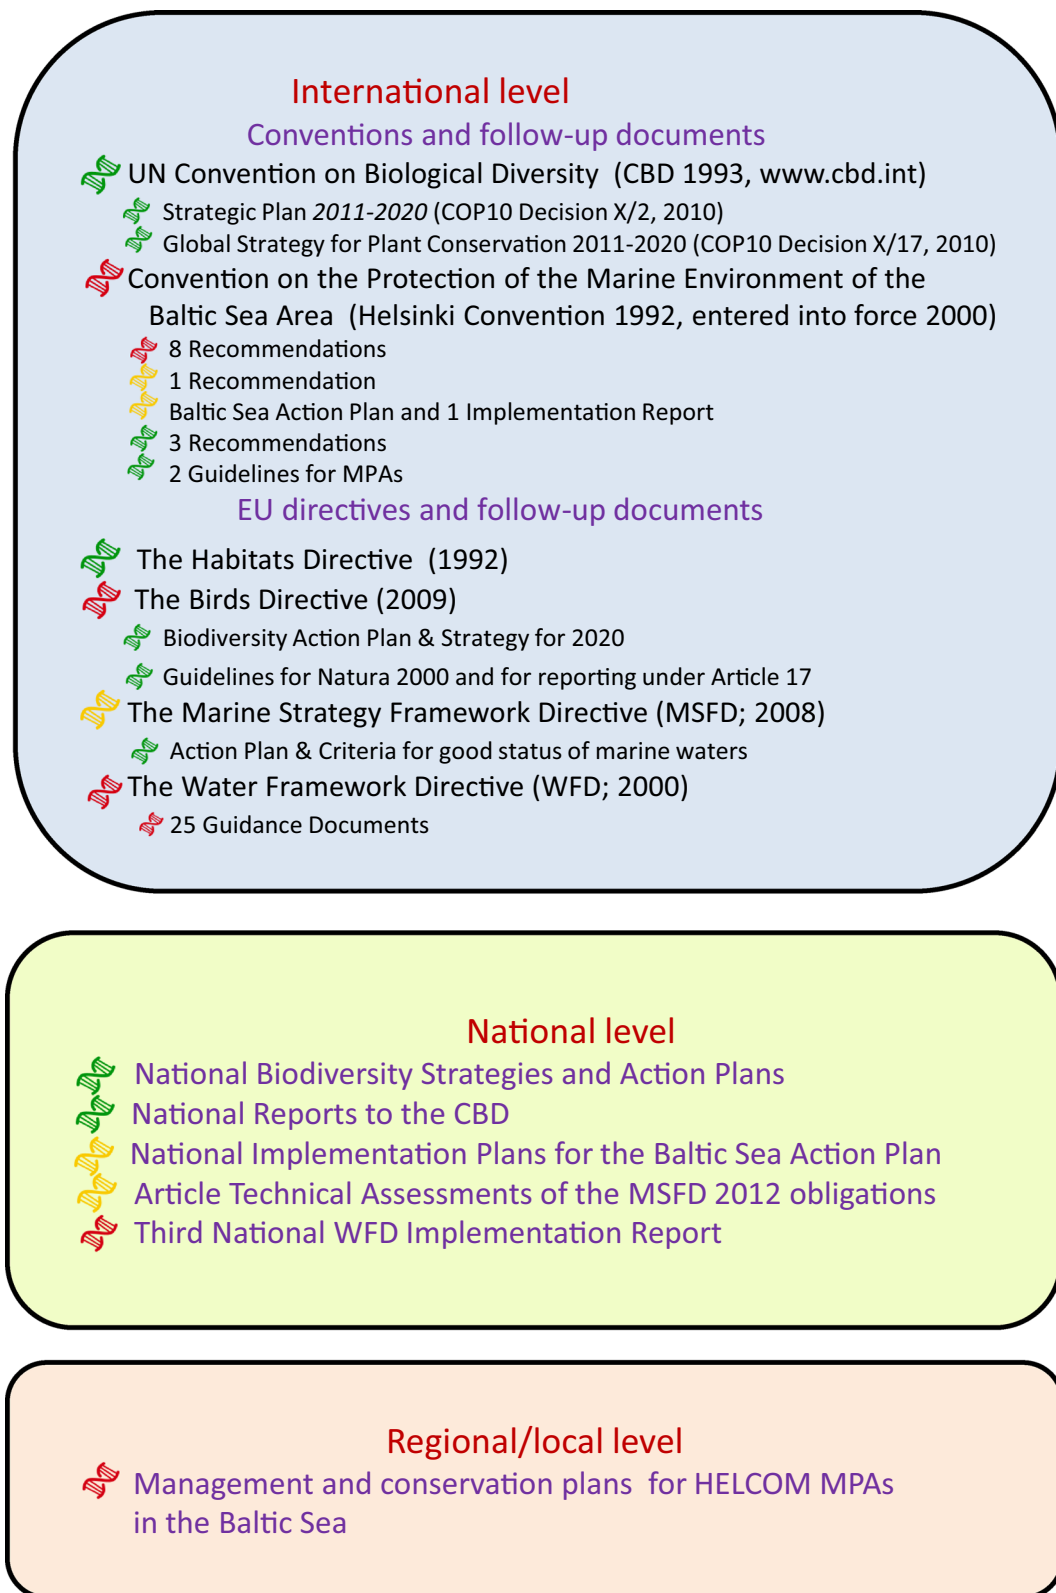 International level
Conventions and follow-up documents
UN Convention on Biological Diversity (CBD 1993, www.cbd.int)
Strategic Plan 2011-2020 (COP10 Decision X/2, 2010)
Global Strategy for Plant Conservation 2011-2020 (COP10 Decision X/17, 2010)
Convention on the Protection of the Marine Environment of the
Baltic Sea Area (Helsinki Convention 1992, entered into force 2000)
8 Recommendations
1 Recommendation
Baltic Sea Action Plan and 1 Implementation Report
3 Recommendations
2 Guidelines for MPAs
EU directives and follow-up documents
The Habitats Directive (1992)
The Birds Directive (2009)
Biodiversity Action Plan & Strategy for 2020
Guidelines for Natura 2000 and for reporting under Article 17
The Marine Strategy Framework Directive (MSFD; 2008)
Action Plan & Criteria for good status of marine waters
The Water Framework Directive (WFD; 2000)
25 Guidance Documents
National level
National Biodiversity Strategies and Action Plans
National Reports to the CBD
National Implementation Plans for the Baltic Sea Action Plan
Article Technical Assessments of the MSFD 2012 obligations
Third National WFD Implementation Report
Regional/local level
Management and conservation plans for HELCOM MPAs
in the Baltic Sea